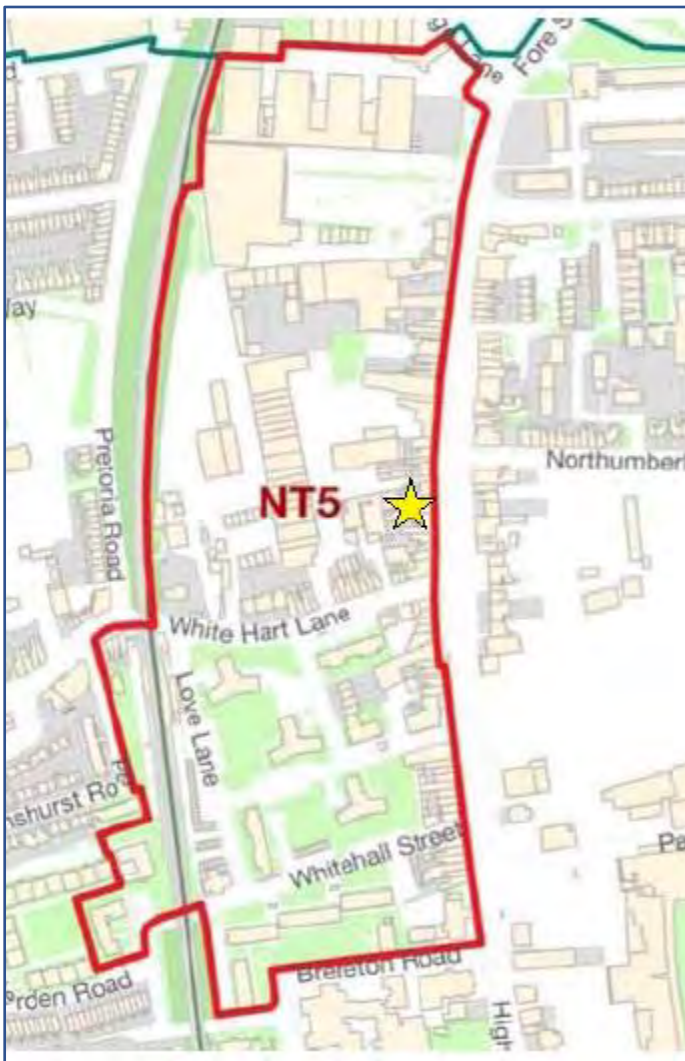 Fore S
Lane
Way
Pretoria Road
Northumberl
NT5
White Hart Lane
Love Lane
nshurst Ro
Whitehall Street
Pa
Brereton Road
rden Road
High